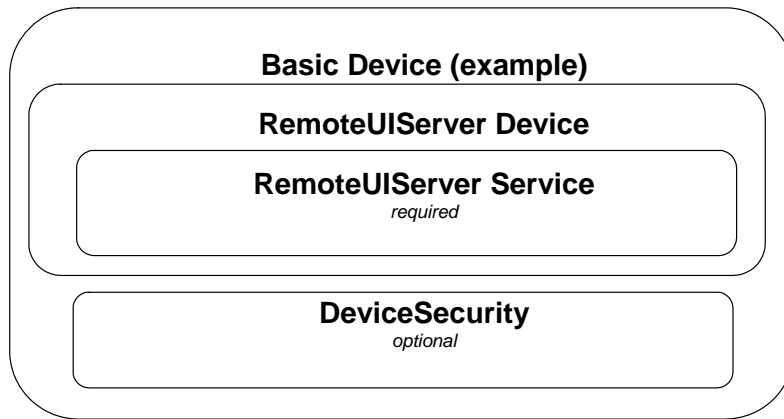 Basic Device (example)
RemoteUIServer Device
RemoteUIServer Service
required
DeviceSecurity
optional